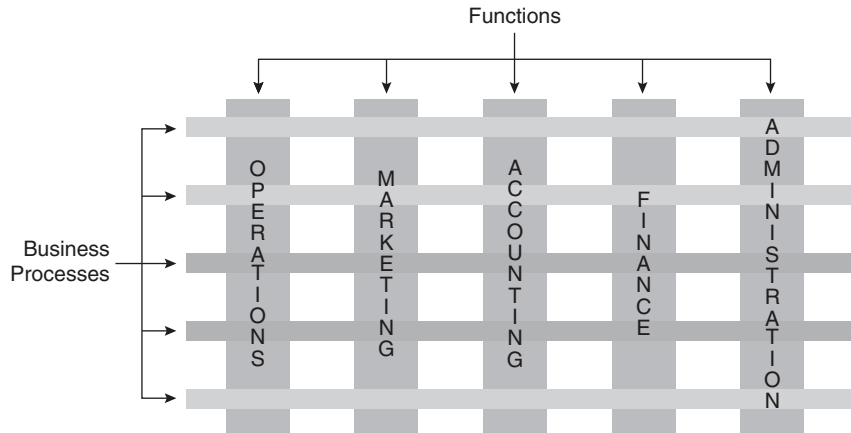 Functions
OPERATIONS
MARKETING
ACCOUNTING
FINANCE
ADMINISTRATION
Business
Processes